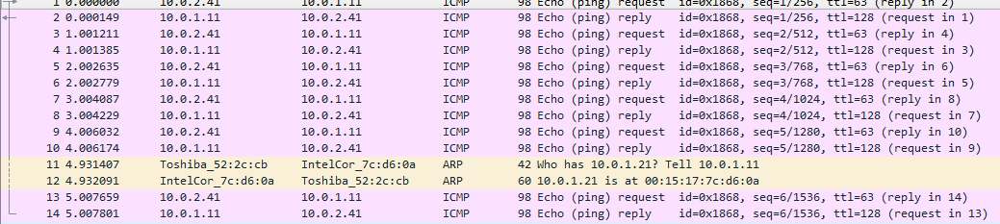 1 0.000000 10.0.2.41 10.0.1.11 ICMP 98 Echo (ping) request id=0x1868, seq=1/256, ttl=63 (reply in 2)
2 0.000149 10.0.1.11 10.0.2.41 ICMP 98 Echo (ping) reply id=0x1868, seq=1/256, ttl=128 (request in 1)
3 1.001211 10.0.2.41 10.0.1.11 ICMP 98 Echo (ping) request id=0x1868, seq=2/512, ttl=63 (reply in 4)
4 1.001385 10.0.1.11 10.0.2.41 ICMP 98 Echo (ping) reply id=0x1868, seq=2/512, ttl=128 (request in 3)
5 2.002635 10.0.2.41 10.0.1.11 ICMP 98 Echo (ping) request id=0x1868, seq=3/768, ttl=63 (reply in 6)
6 2.002779 10.0.1.11 10.0.2.41 ICMP 98 Echo (ping) reply id=0x1868, seq=3/768, ttl=128 (request in 5)
7 3.004087 10.0.2.41 10.0.1.11 ICMP 98 Echo (ping) request id=0x1868, seq=4/1024, ttl=63 (reply in 8)
8 3.004229 10.0.1.11 10.0.2.41 ICMP 98 Echo (ping) reply id=0x1868, seq=4/1024, ttl=128 (request in 7)
9 4.006032 10.0.2.41 10.0.1.11 ICMP 98 Echo (ping) request id=0x1868, seq=5/1280, ttl=63 (reply in 10)
10 4.006174 10.0.1.11 10.0.2.41 ICMP 98 Echo (ping) reply id=0x1868, seq=5/1280, ttl=128 (request in 9)
11 4.931407 Toshiba_52:2c:cb IntelCor_7c:d6:0a ARP 42 Who has 10.0.1.21? Tell 10.0.1.11
12 4.932091 IntelCor_7c:d6:0a Toshiba_52:2c:cb ARP 60 10.0.1.21 is at 00:15:17:7c:d6:0a
13 5.007659 10.0.2.41 10.0.1.11 ICMP 98 Echo (ping) request id=0x1868, seq=6/1536, ttl=63 (reply in 14)
14 5.007801 10.0.1.11 10.0.2.41 ICMP 98 Echo (ping) reply id=0x1868, seq=6/1536, ttl=128 (request in 13)